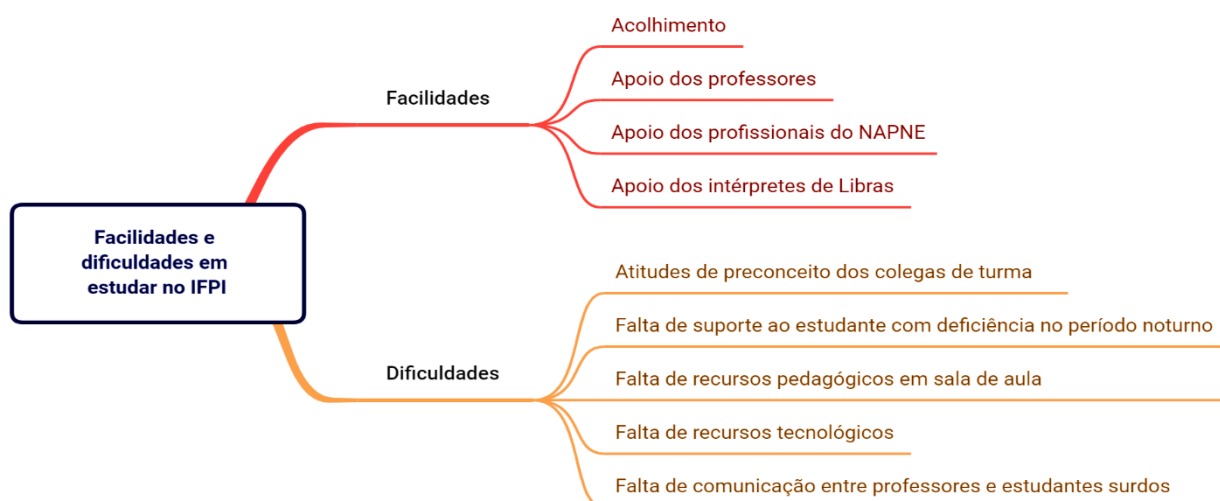 Facilidades e
dificuldades em
estudar no IFPI
Facilidades
Acolhimento
Apoio dos professores
Apoio dos profissionais do NAPNE
Apoio dos intérpretes de Libras
Dificuldades
Atitudes de preconceito dos colegas de turma
Falta de suporte ao estudante com deficiência no período noturno
Falta de recursos pedagógicos em sala de aula
Falta de recursos tecnológicos
Falta de comunicação entre professores e estudantes surdos